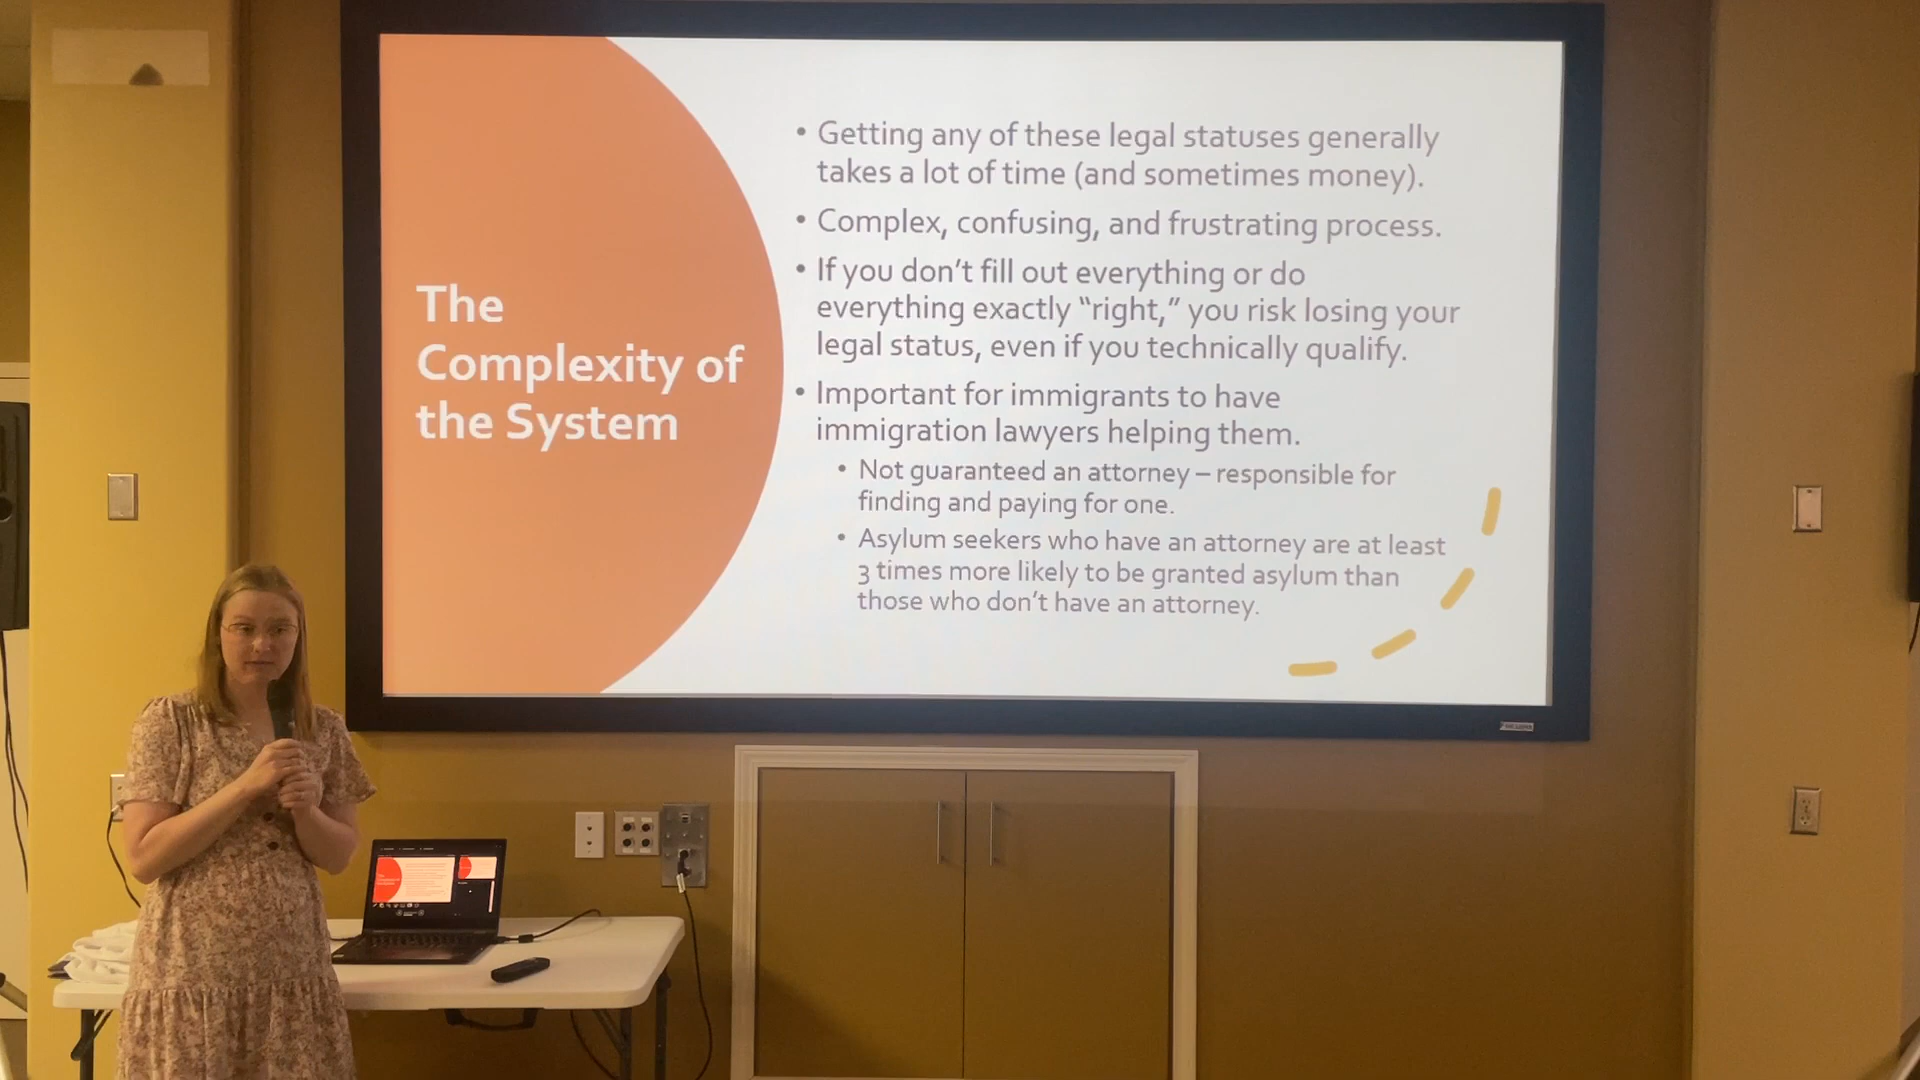 The
Complexity of
the System
• Getting any of these legal statuses generally
takes a lot of time (and sometimes money).
• Complex, confusing, and frustrating process.
• If you don’t fill out everything or do
everything exactly “right,” you risk losing your
legal status, even if you technically qualify.
• Important for immigrants to have
immigration lawyers helping them.
• Not guaranteed an attorney – responsible for
finding and paying for one.
• Asylum seekers who have an attorney are at least
3 times more likely to be granted asylum than
those who don’t have an attorney.